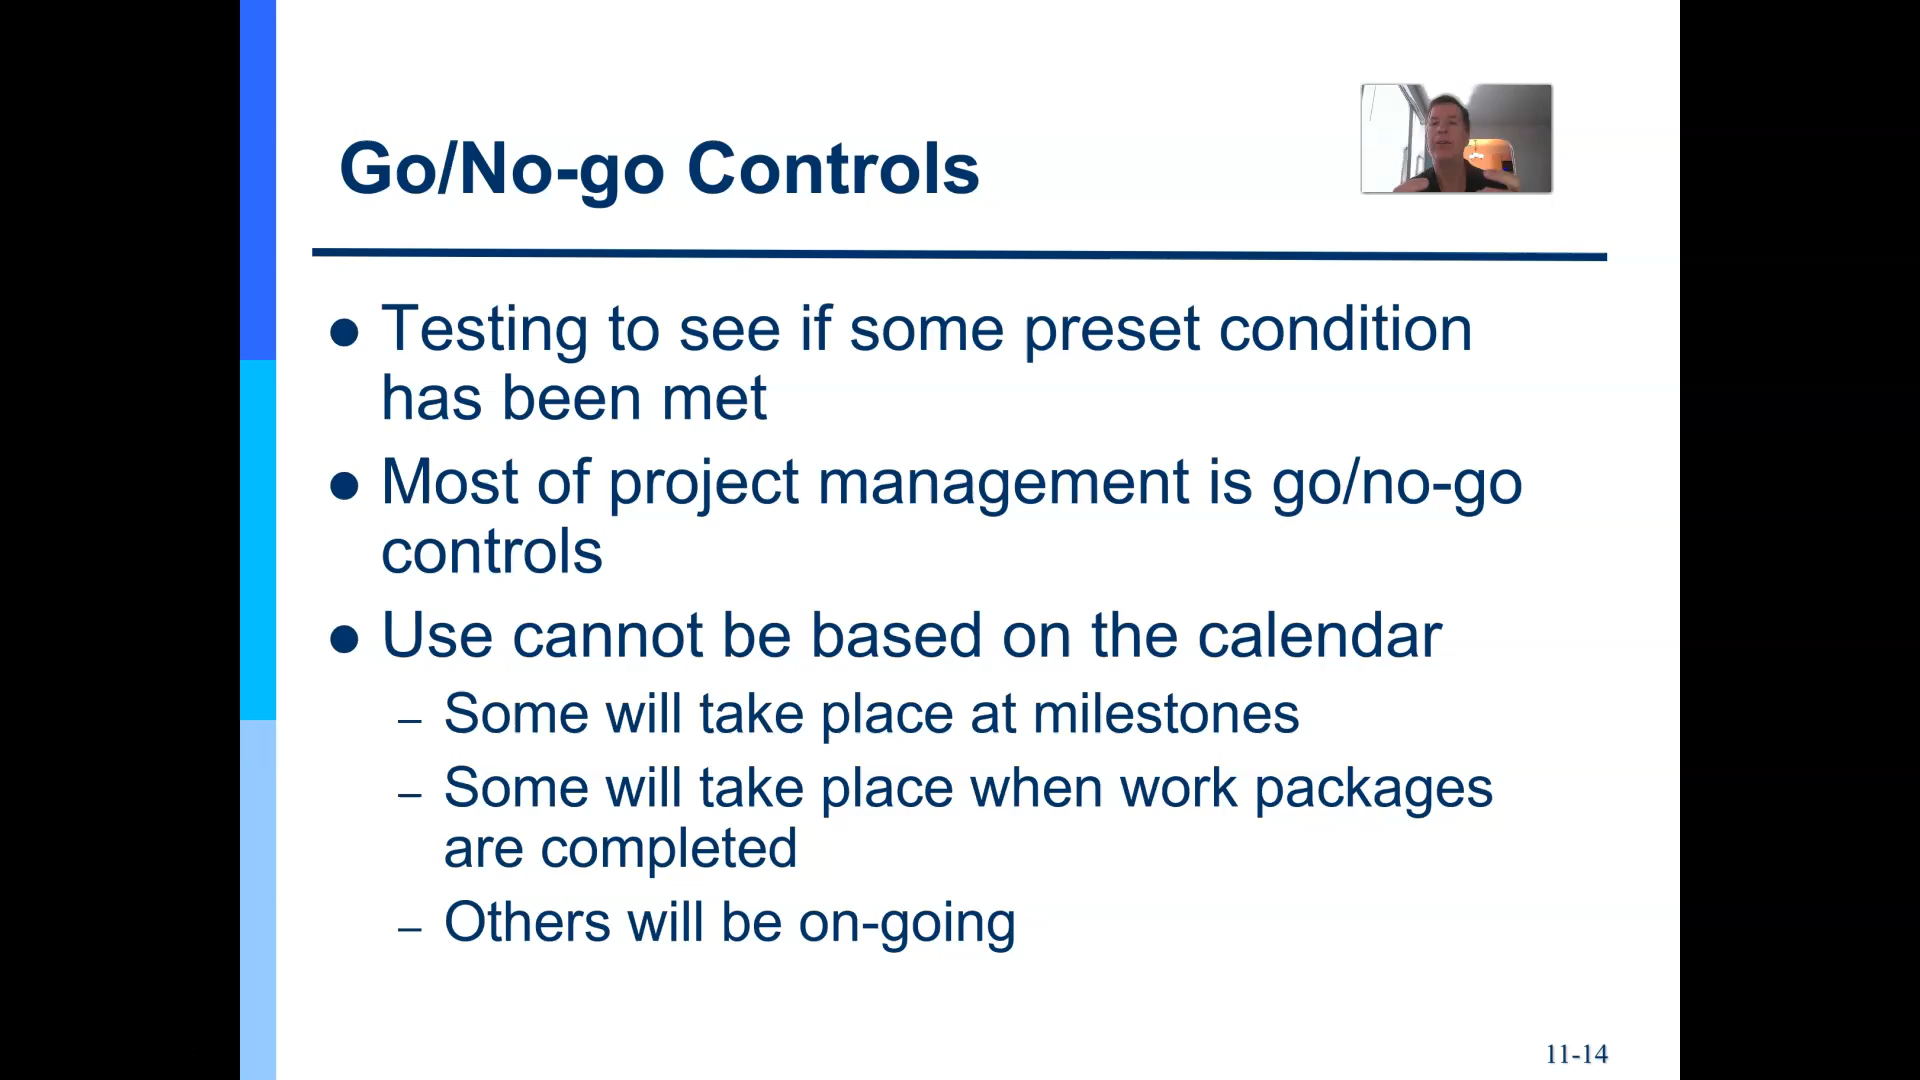 Go/No-go Controls
● Testing to see if some preset condition
has been met
● Most of project management is go/no-go
controls
● Use cannot be based on the calendar
– Some will take place at milestones
– Some will take place when work packages
are completed
– Others will be on-going
11-14